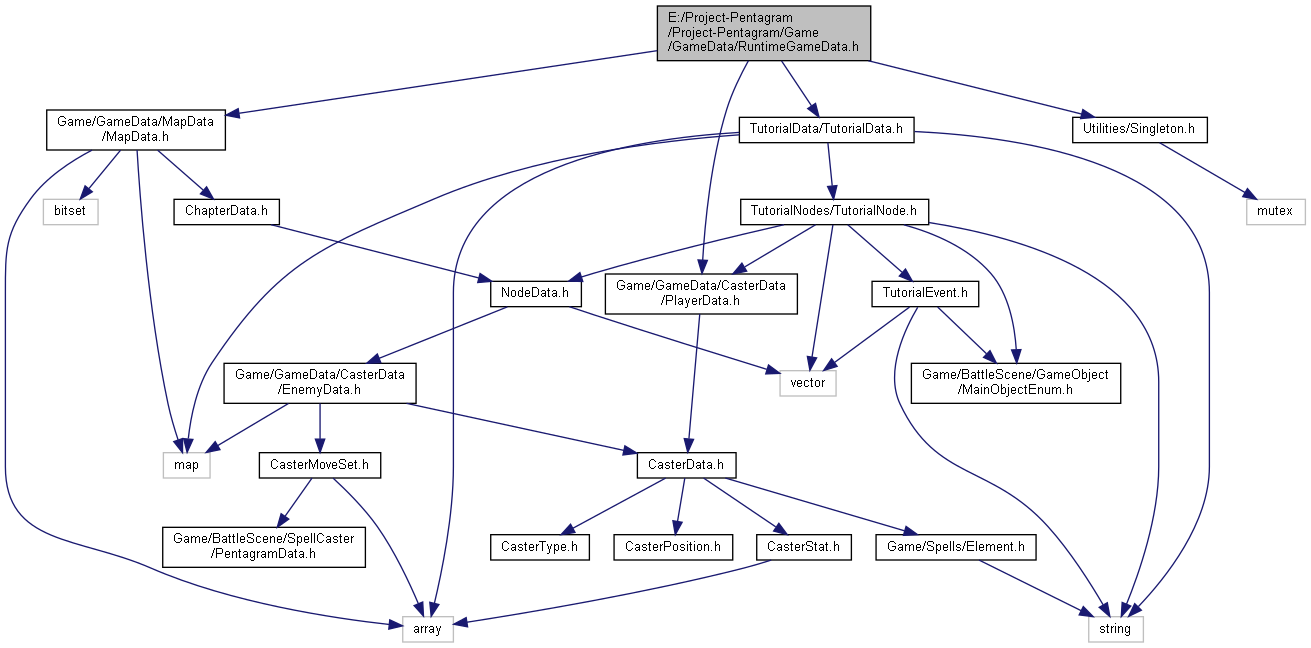 E:/Project-Pentagram
/Project-Pentagram/Game
/GameData/RuntimeGameData.h
Game/GameData/MapData
/MapData.h
TutorialData/TutorialData.h
Utilities/Singleton.h
bitset
ChapterData.h
TutorialNodes/TutorialNode.h
mutex
NodeData.h
Game/GameData/CasterData
/PlayerData.h
TutorialEvent.h
Game/GameData/CasterData
/EnemyData.h
vector
Game/BattleScene/GameObject
/MainObjectEnum.h
map
CasterMoveSet.h
CasterData.h
Game/BattleScene/SpellCaster
/PentagramData.h
CasterType.h
CasterPosition.h
CasterStat.h
Game/Spells/Element.h
array
string